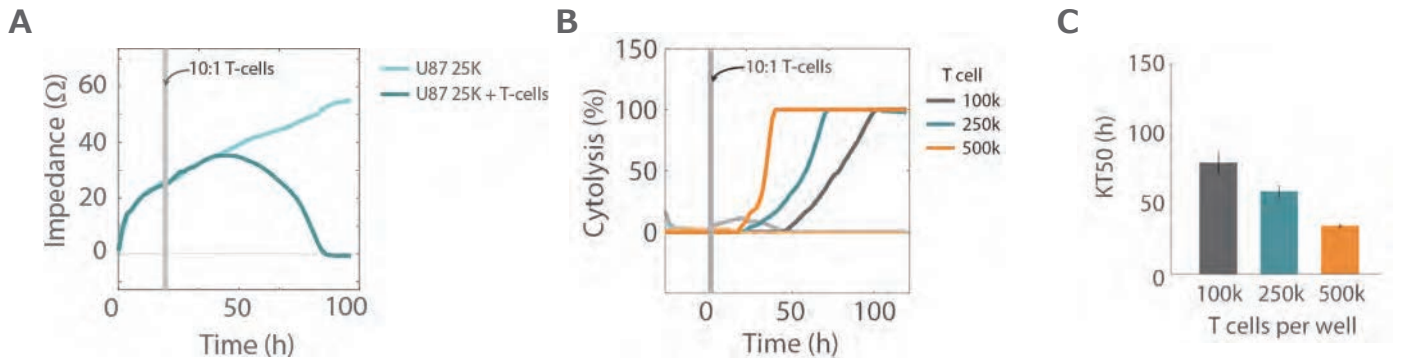 A
Impedance (Ω)
60
40
20
0
10:1 T-cells
0
50
100
Time (h)
U87 25K
U87 25K + T-cells
B
Cytolysis (%)
150
100
50
0
10:1 T-cells
0
50
100
Time (h)
T cell
100k
250k
500k
C
KT50 (h)
150
100
50
0
100k
250k
500k
T cells per well